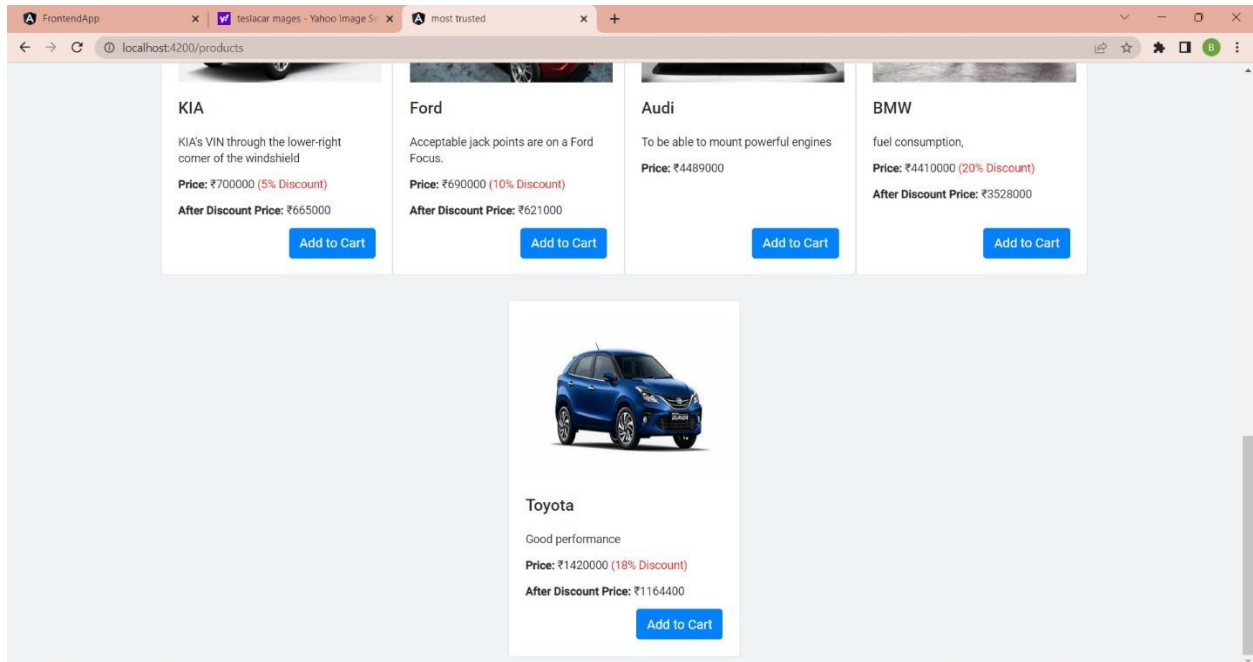 FrontendApp
teslacar mages - Yahoo Image Se
most trusted
localhost:4200/products
B
KIA
KIA's VIN through the lower-right
corner of the windshield
Price: ₹700000 (5% Discount)
After Discount Price: ₹665000
Add to Cart
Ford
Acceptable jack points are on a Ford
Focus.
Price: ₹690000 (10% Discount)
After Discount Price: ₹621000
Add to Cart
Audi
To be able to mount powerful engines
Price: ₹4489000
Add to Cart
BMW
fuel consumption,
Price: ₹4410000 (20% Discount)
After Discount Price: ₹3528000
Add to Cart
Toyota
Good performance
Price: ₹1420000 (18% Discount)
After Discount Price: ₹1164400
Add to Cart